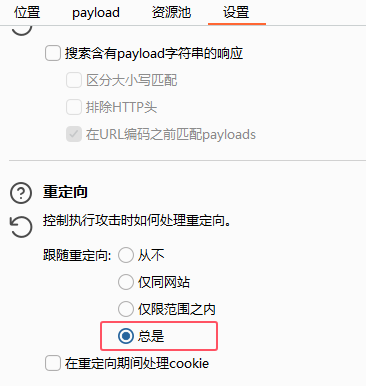 位置 payload 资源池 设置
搜索含有payload字符串的响应
区分大小写匹配
排除HTTP头
在URL编码之前匹配payloads
重定向
控制执行攻击时如何处理重定向。
跟随重定向: 从不
仅同网站
仅限范围之内
总是
在重定向期间处理cookie